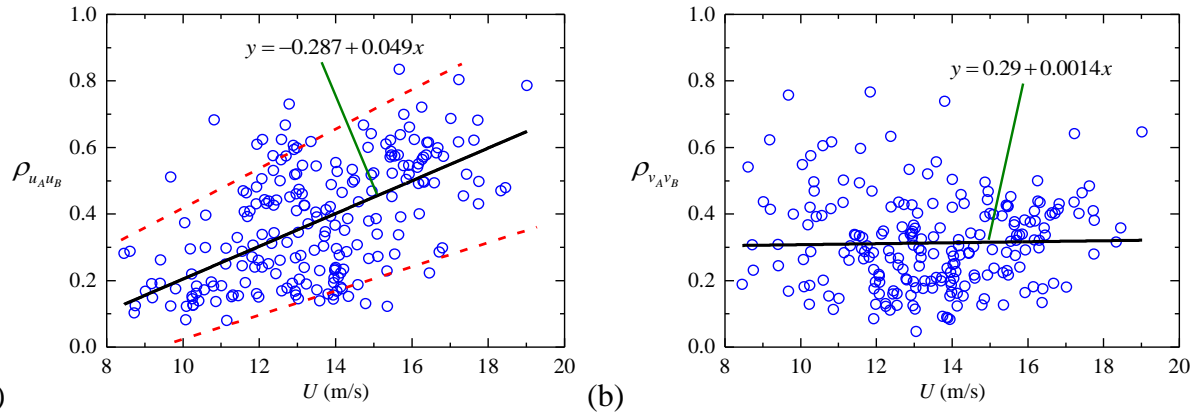 1.0
0.8
0.6
0.4
0.2
0.0
ρ_{u_A u_B}
y = −0.287 + 0.049x
8 10 12 14 16 18 20
U (m/s)
)
(b)
1.0
0.8
0.6
0.4
0.2
0.0
ρ_{v_A v_B}
y = 0.29 + 0.0014x
8 10 12 14 16 18 20
U (m/s)